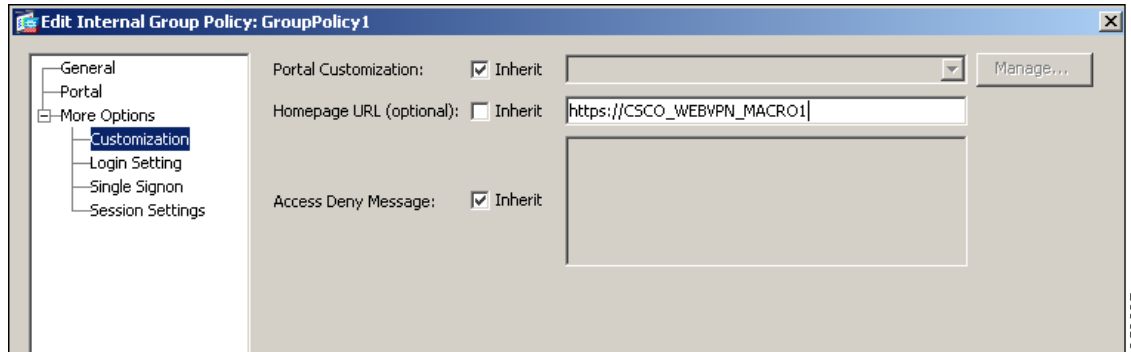 Edit Internal Group Policy: GroupPolicy1
General
Portal
More Options
Customization
Login Setting
Single Signon
Session Settings
Portal Customization: Inherit Manage...
Homepage URL (optional): Inherit https://CSCO_WEBVPN_MACRO1
Access Deny Message: Inherit